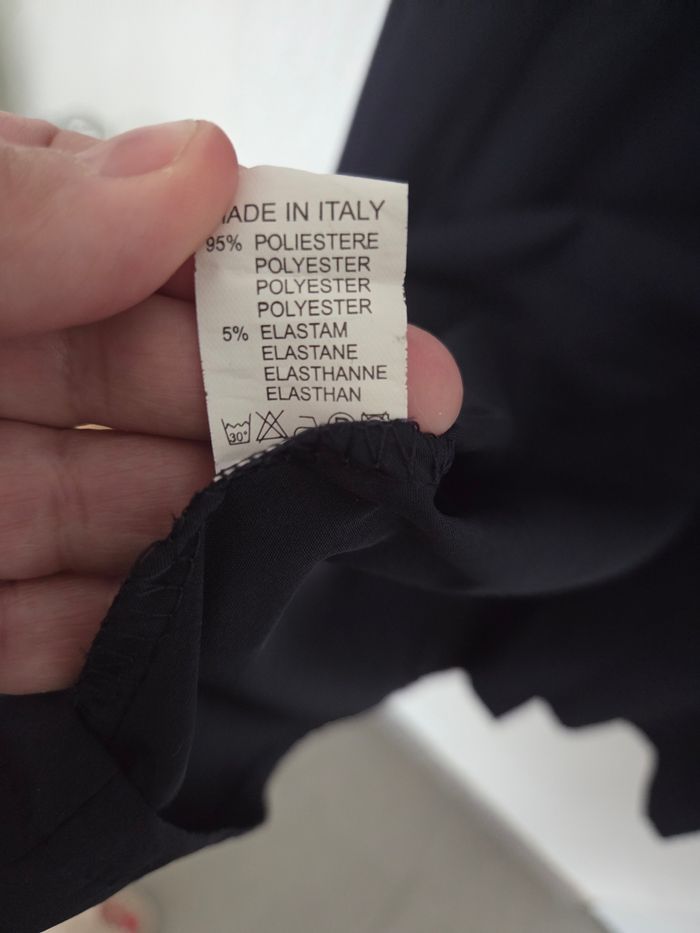 MADE IN ITALY
95% POLIESTERE
POLYESTER
POLYESTER
POLYESTER
5% ELASTAM
ELASTANE
ELASTHANNE
ELASTHAN
30°